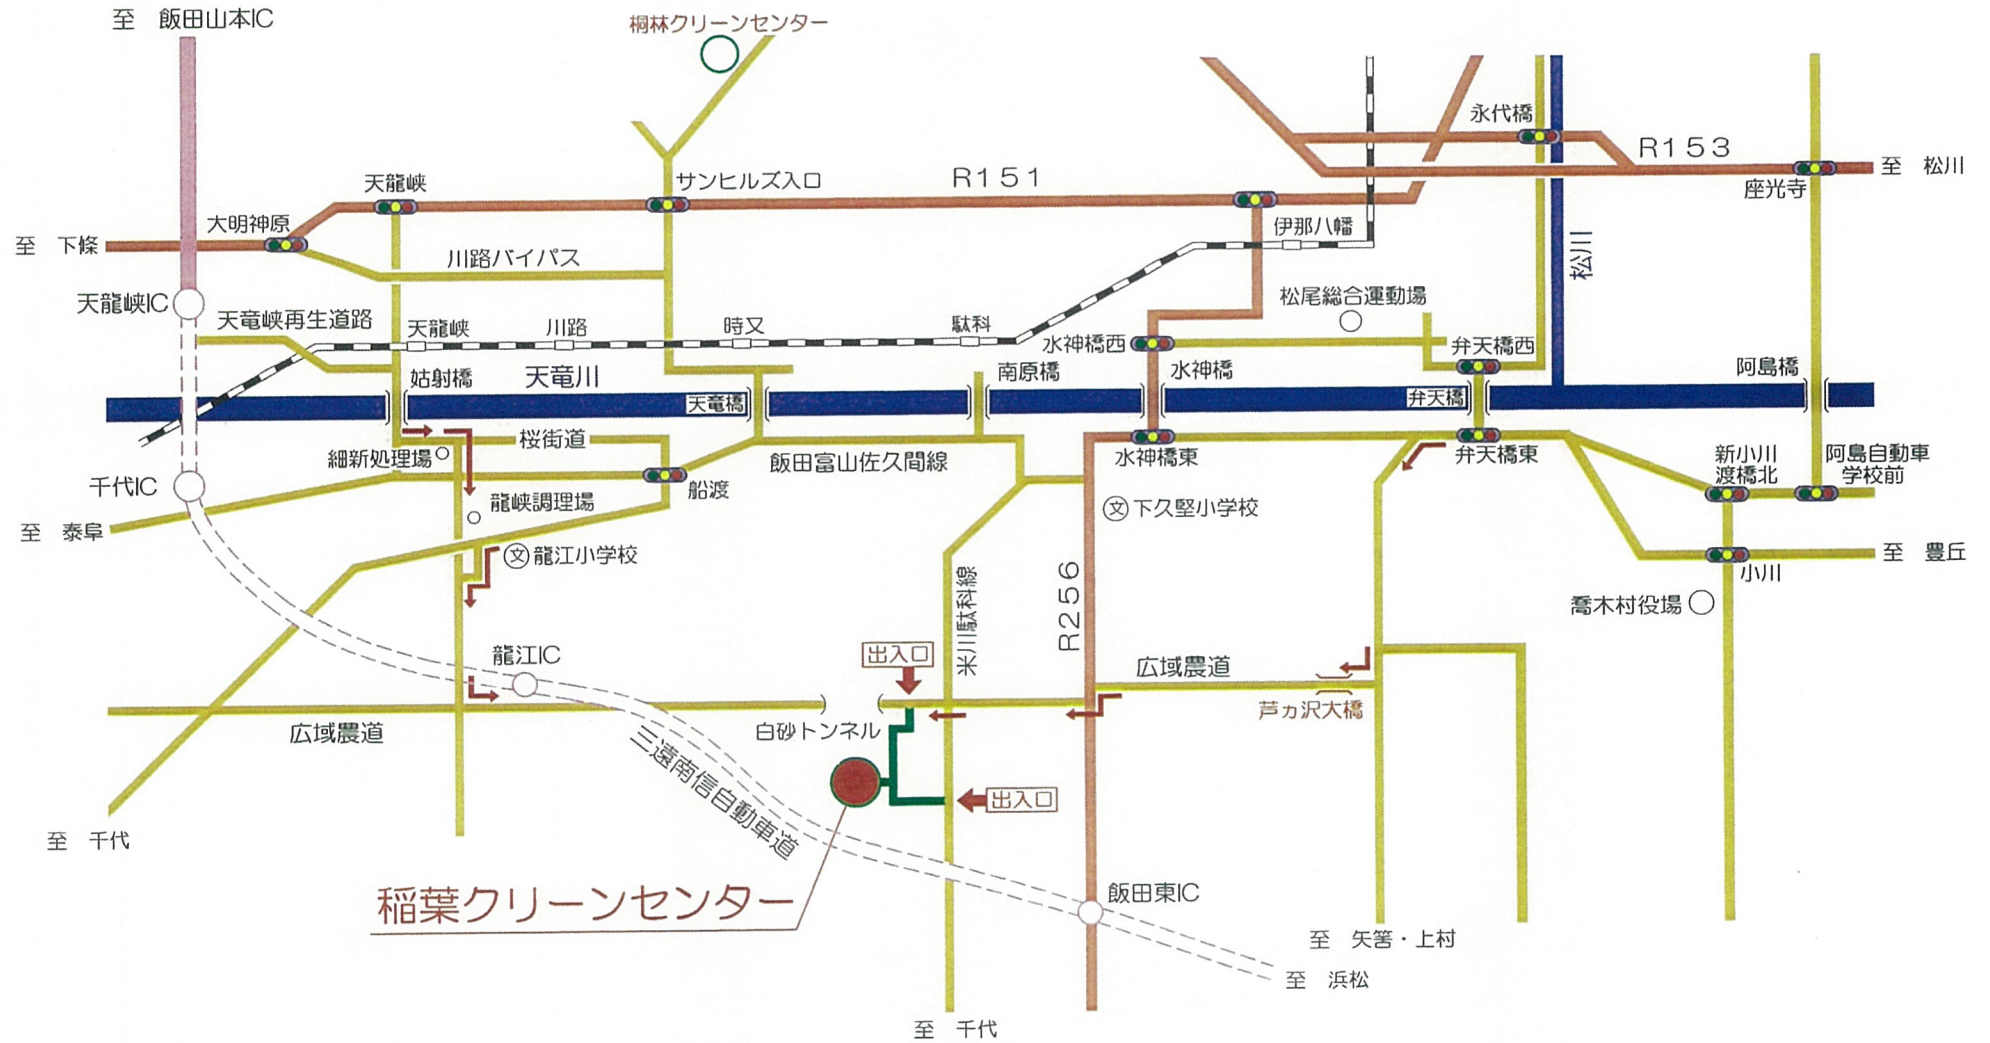 至　飯田山本IC
桐林クリーンセンター
永代橋
R153
至　松川
座光寺
天龍峡
サンヒルズ入口
R151
大明神原
伊那八幡
至　下條
川路バイパス
松川
天龍峡IC
松尾総合運動場
天竜峡再生道路
天龍峡
川路
時又
駄科
水神橋西
弁天橋西
姑射橋
天竜川
南原橋
水神橋
阿島橋
天竜橋
弁天橋
桜街道
細新処理場
飯田富山佐久間線
水神橋東
弁天橋東
新小川
渡橋北
阿島自動車
学校前
千代IC
船渡
龍峡調理場
文 下久堅小学校
至　泰阜
文 龍江小学校
至　豊丘
小川
米川駄科線
R256
喬木村役場
龍江IC
出入口
広域農道
芦ヵ沢大橋
広域農道
白砂トンネル
三遠南信自動車道
出入口
至　千代
稲葉クリーンセンター
飯田東IC
至　矢筈・上村
至　浜松
至　千代